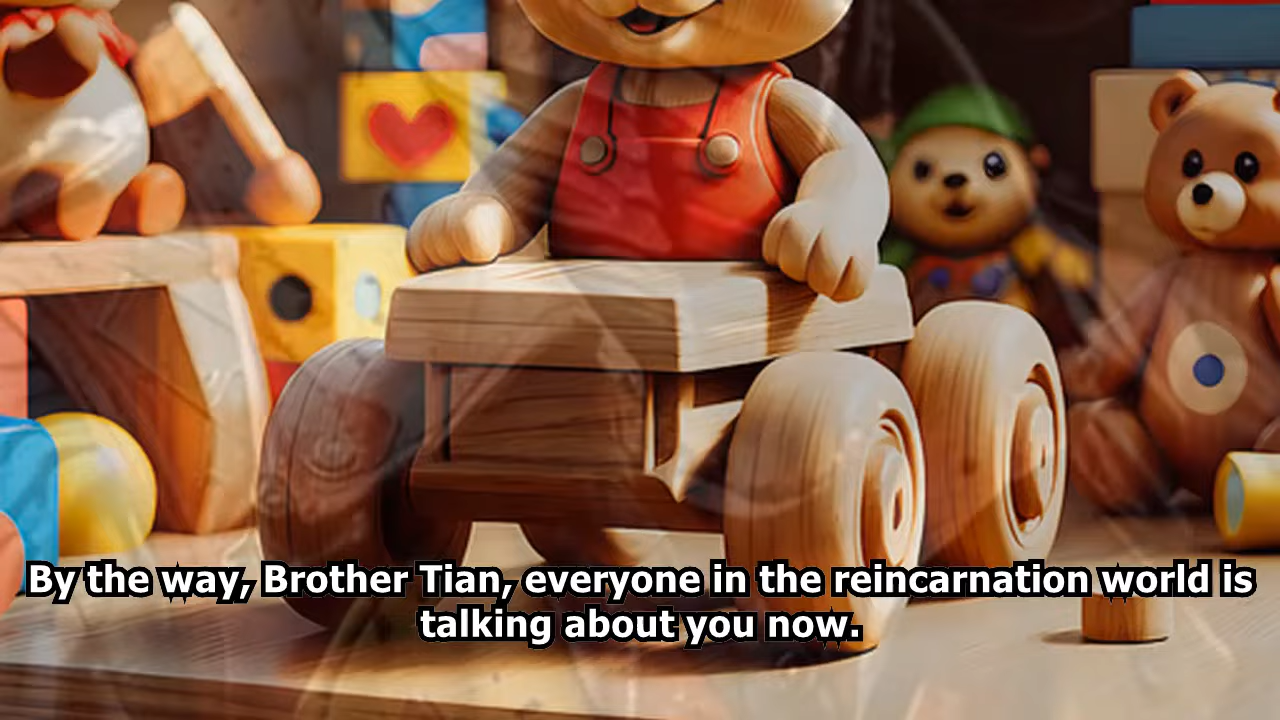 By the way, Brother Tian, everyone in the reincarnation world is
talking about you now.